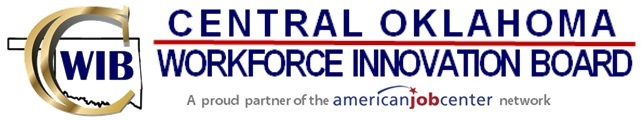 CWIB
CENTRAL OKLAHOMA
WORKFORCE INNOVATION BOARD
A proud partner of the americanjobcenter network